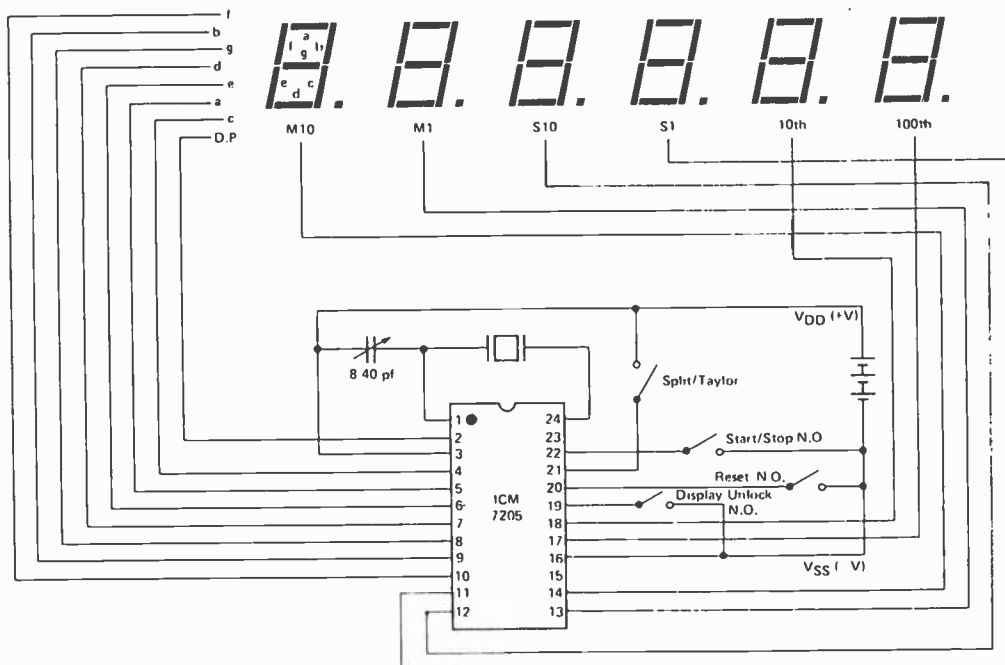 f
b
g
d
e
a
c
D.P
a
f b
g
e c
d
M10 M1 S10 S1 10th 100th
VDD (+V)
8 40 pf
Split/Taylor
1 24
2 23
3 22 Start/Stop N.O
4 21
5 20 Reset N.O.
6 19 Display Unlock
N.O.
ICM
7205
7 18
8 17
9 16
VSS ( V)
10 15
11 14
12 13